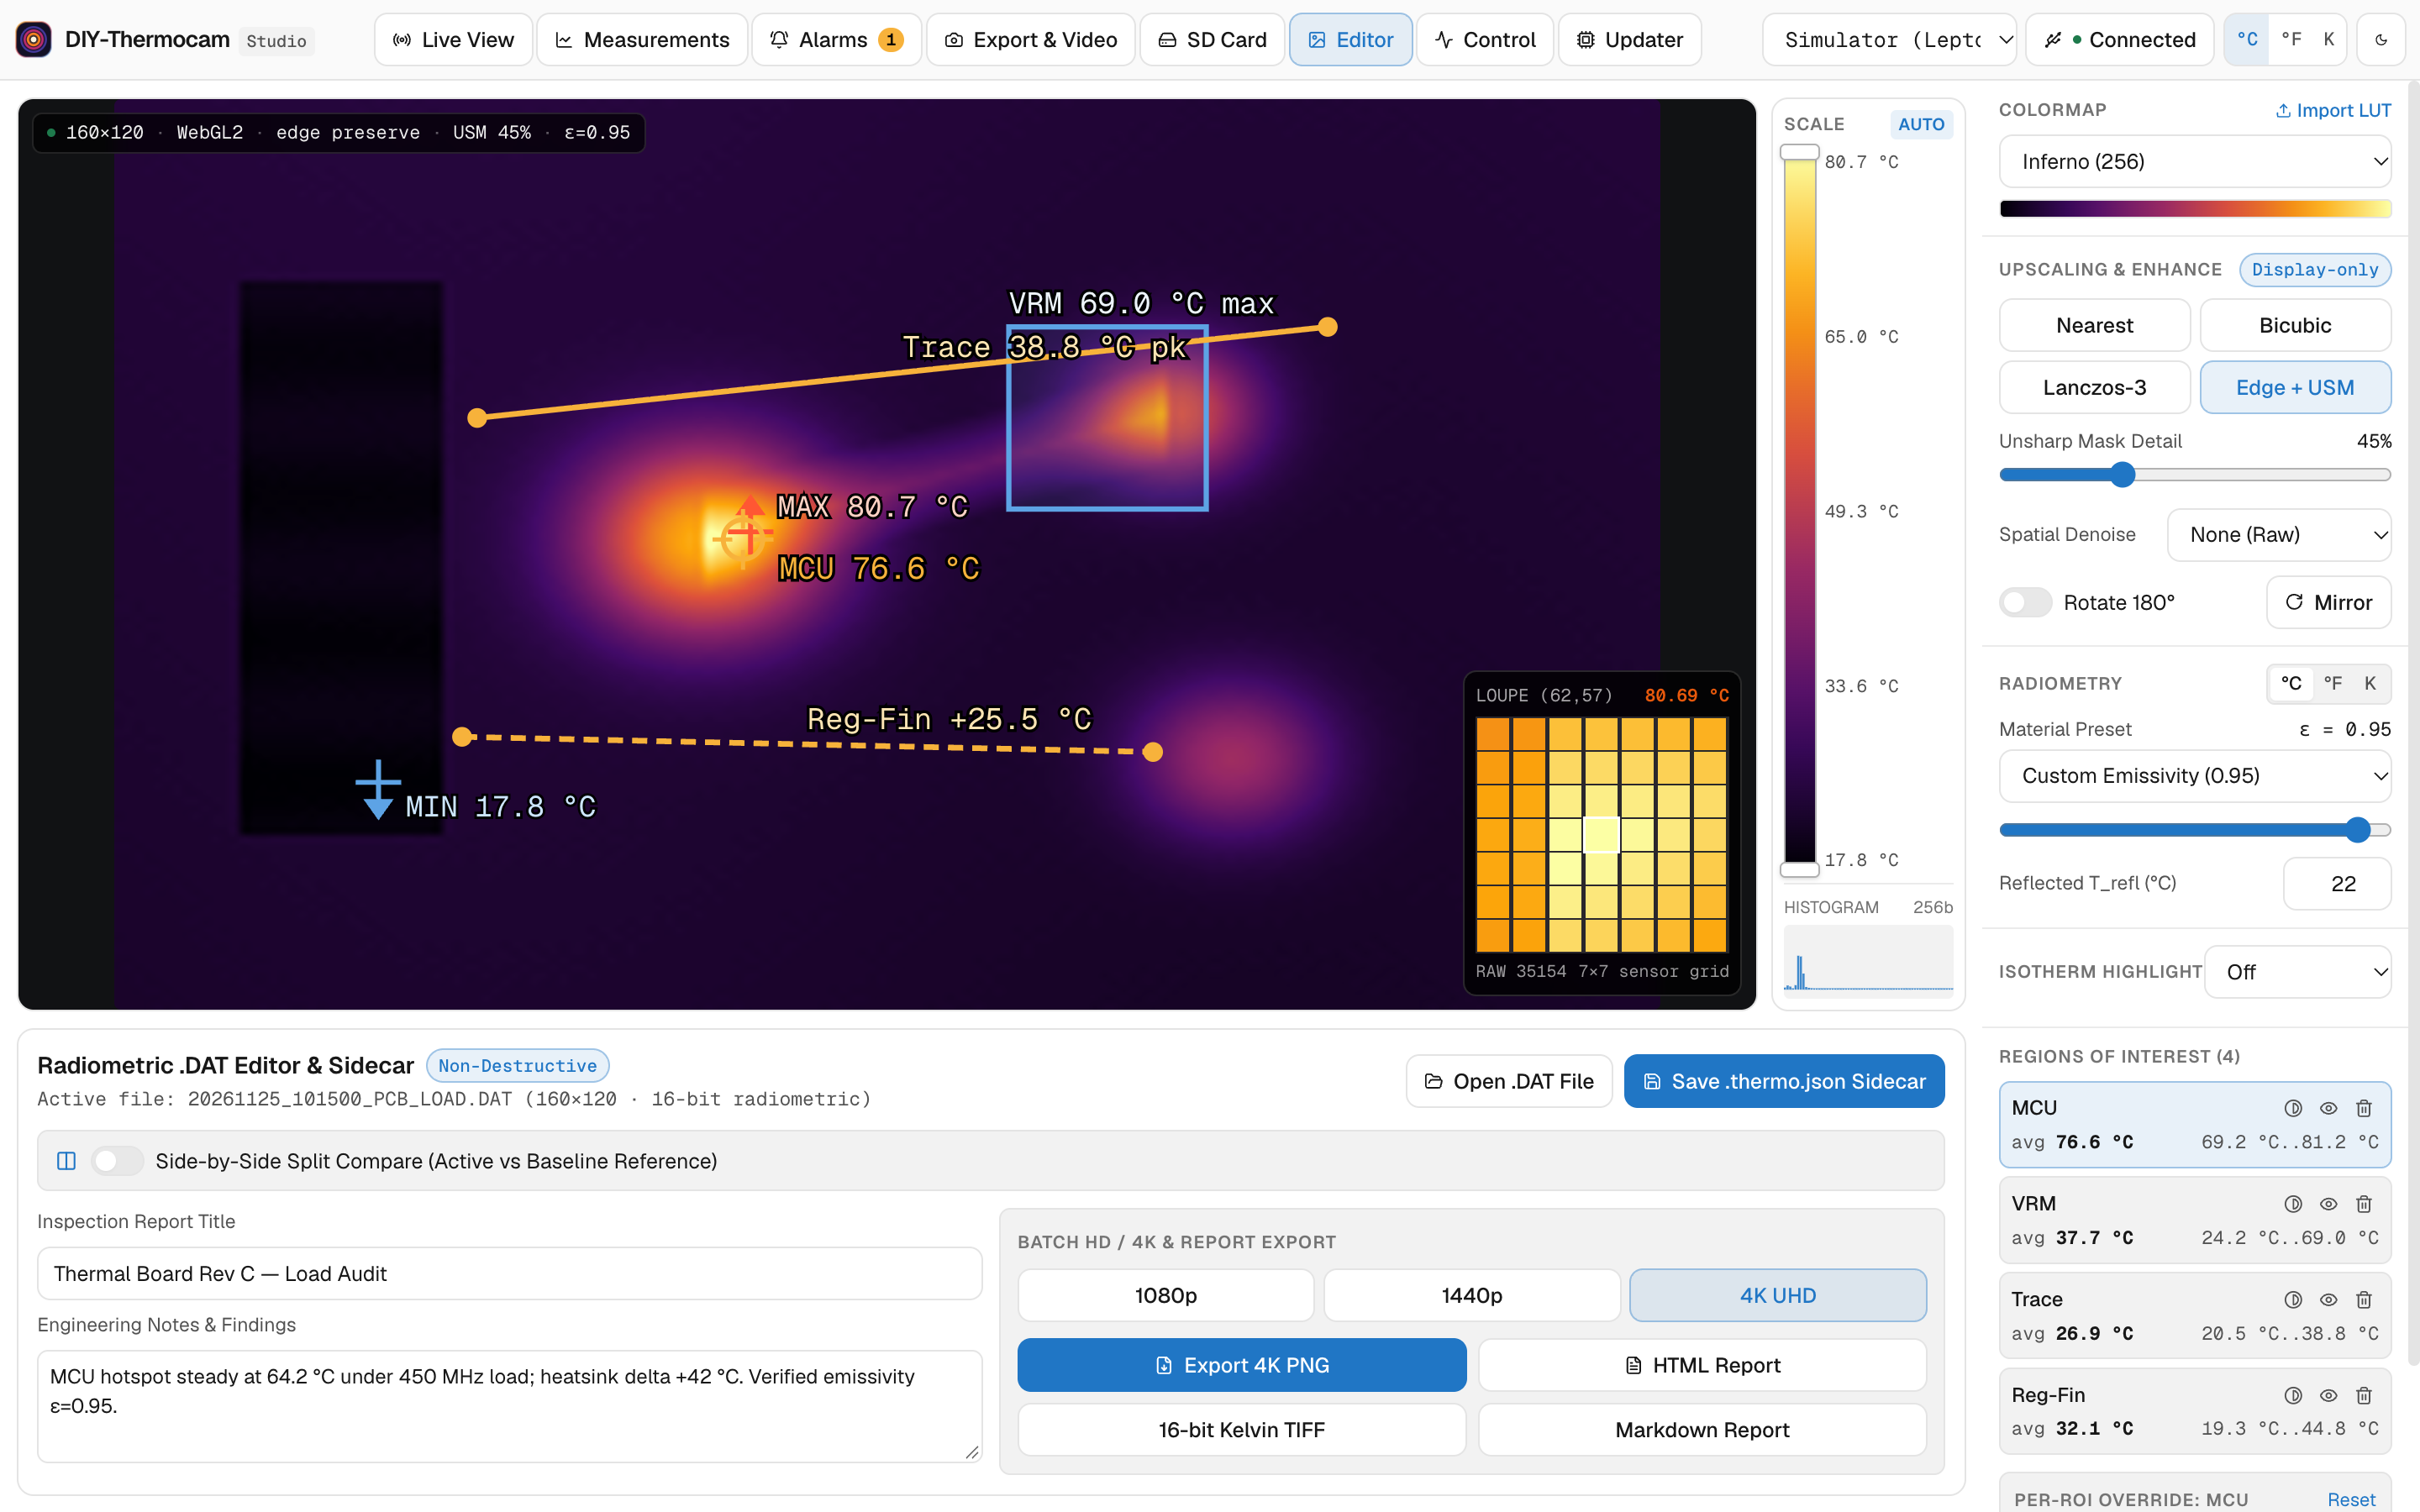 DIY-Thermocam Studio
Live View
Measurements
Alarms 1
Export & Video
SD Card
Editor
Control
Updater
Simulator (Lepto
Connected
°C °F K
160×120 · WebGL2 · edge preserve · USM 45% · ε=0.95
VRM 69.0 °C max
Trace 38.8 °C pk
MAX 80.7 °C
MCU 76.6 °C
Reg-Fin +25.5 °C
MIN 17.8 °C
LOUPE (62,57) 80.69 °C
RAW 35154 7×7 sensor grid
SCALE AUTO
80.7 °C
65.0 °C
49.3 °C
33.6 °C
17.8 °C
HISTOGRAM 256b
COLORMAP Import LUT
Inferno (256)
UPSCALING & ENHANCE Display-only
Nearest Bicubic
Lanczos-3 Edge + USM
Unsharp Mask Detail 45%
Spatial Denoise None (Raw)
Rotate 180° Mirror
RADIOMETRY °C °F K
Material Preset ε = 0.95
Custom Emissivity (0.95)
Reflected T_refl (°C) 22
ISOTHERM HIGHLIGHT Off
REGIONS OF INTEREST (4)
MCU
avg 76.6 °C 69.2 °C..81.2 °C
VRM
avg 37.7 °C 24.2 °C..69.0 °C
Trace
avg 26.9 °C 20.5 °C..38.8 °C
Reg-Fin
avg 32.1 °C 19.3 °C..44.8 °C
PER-ROI OVERRIDE: MCU Reset
Radiometric .DAT Editor & Sidecar Non-Destructive
Active file: 20261125_101500_PCB_LOAD.DAT (160×120 · 16-bit radiometric)
Open .DAT File
Save .thermo.json Sidecar
Side-by-Side Split Compare (Active vs Baseline Reference)
Inspection Report Title
Thermal Board Rev C — Load Audit
Engineering Notes & Findings
MCU hotspot steady at 64.2 °C under 450 MHz load; heatsink delta +42 °C. Verified emissivity
ε=0.95.
BATCH HD / 4K & REPORT EXPORT
1080p 1440p 4K UHD
Export 4K PNG HTML Report
16-bit Kelvin TIFF Markdown Report